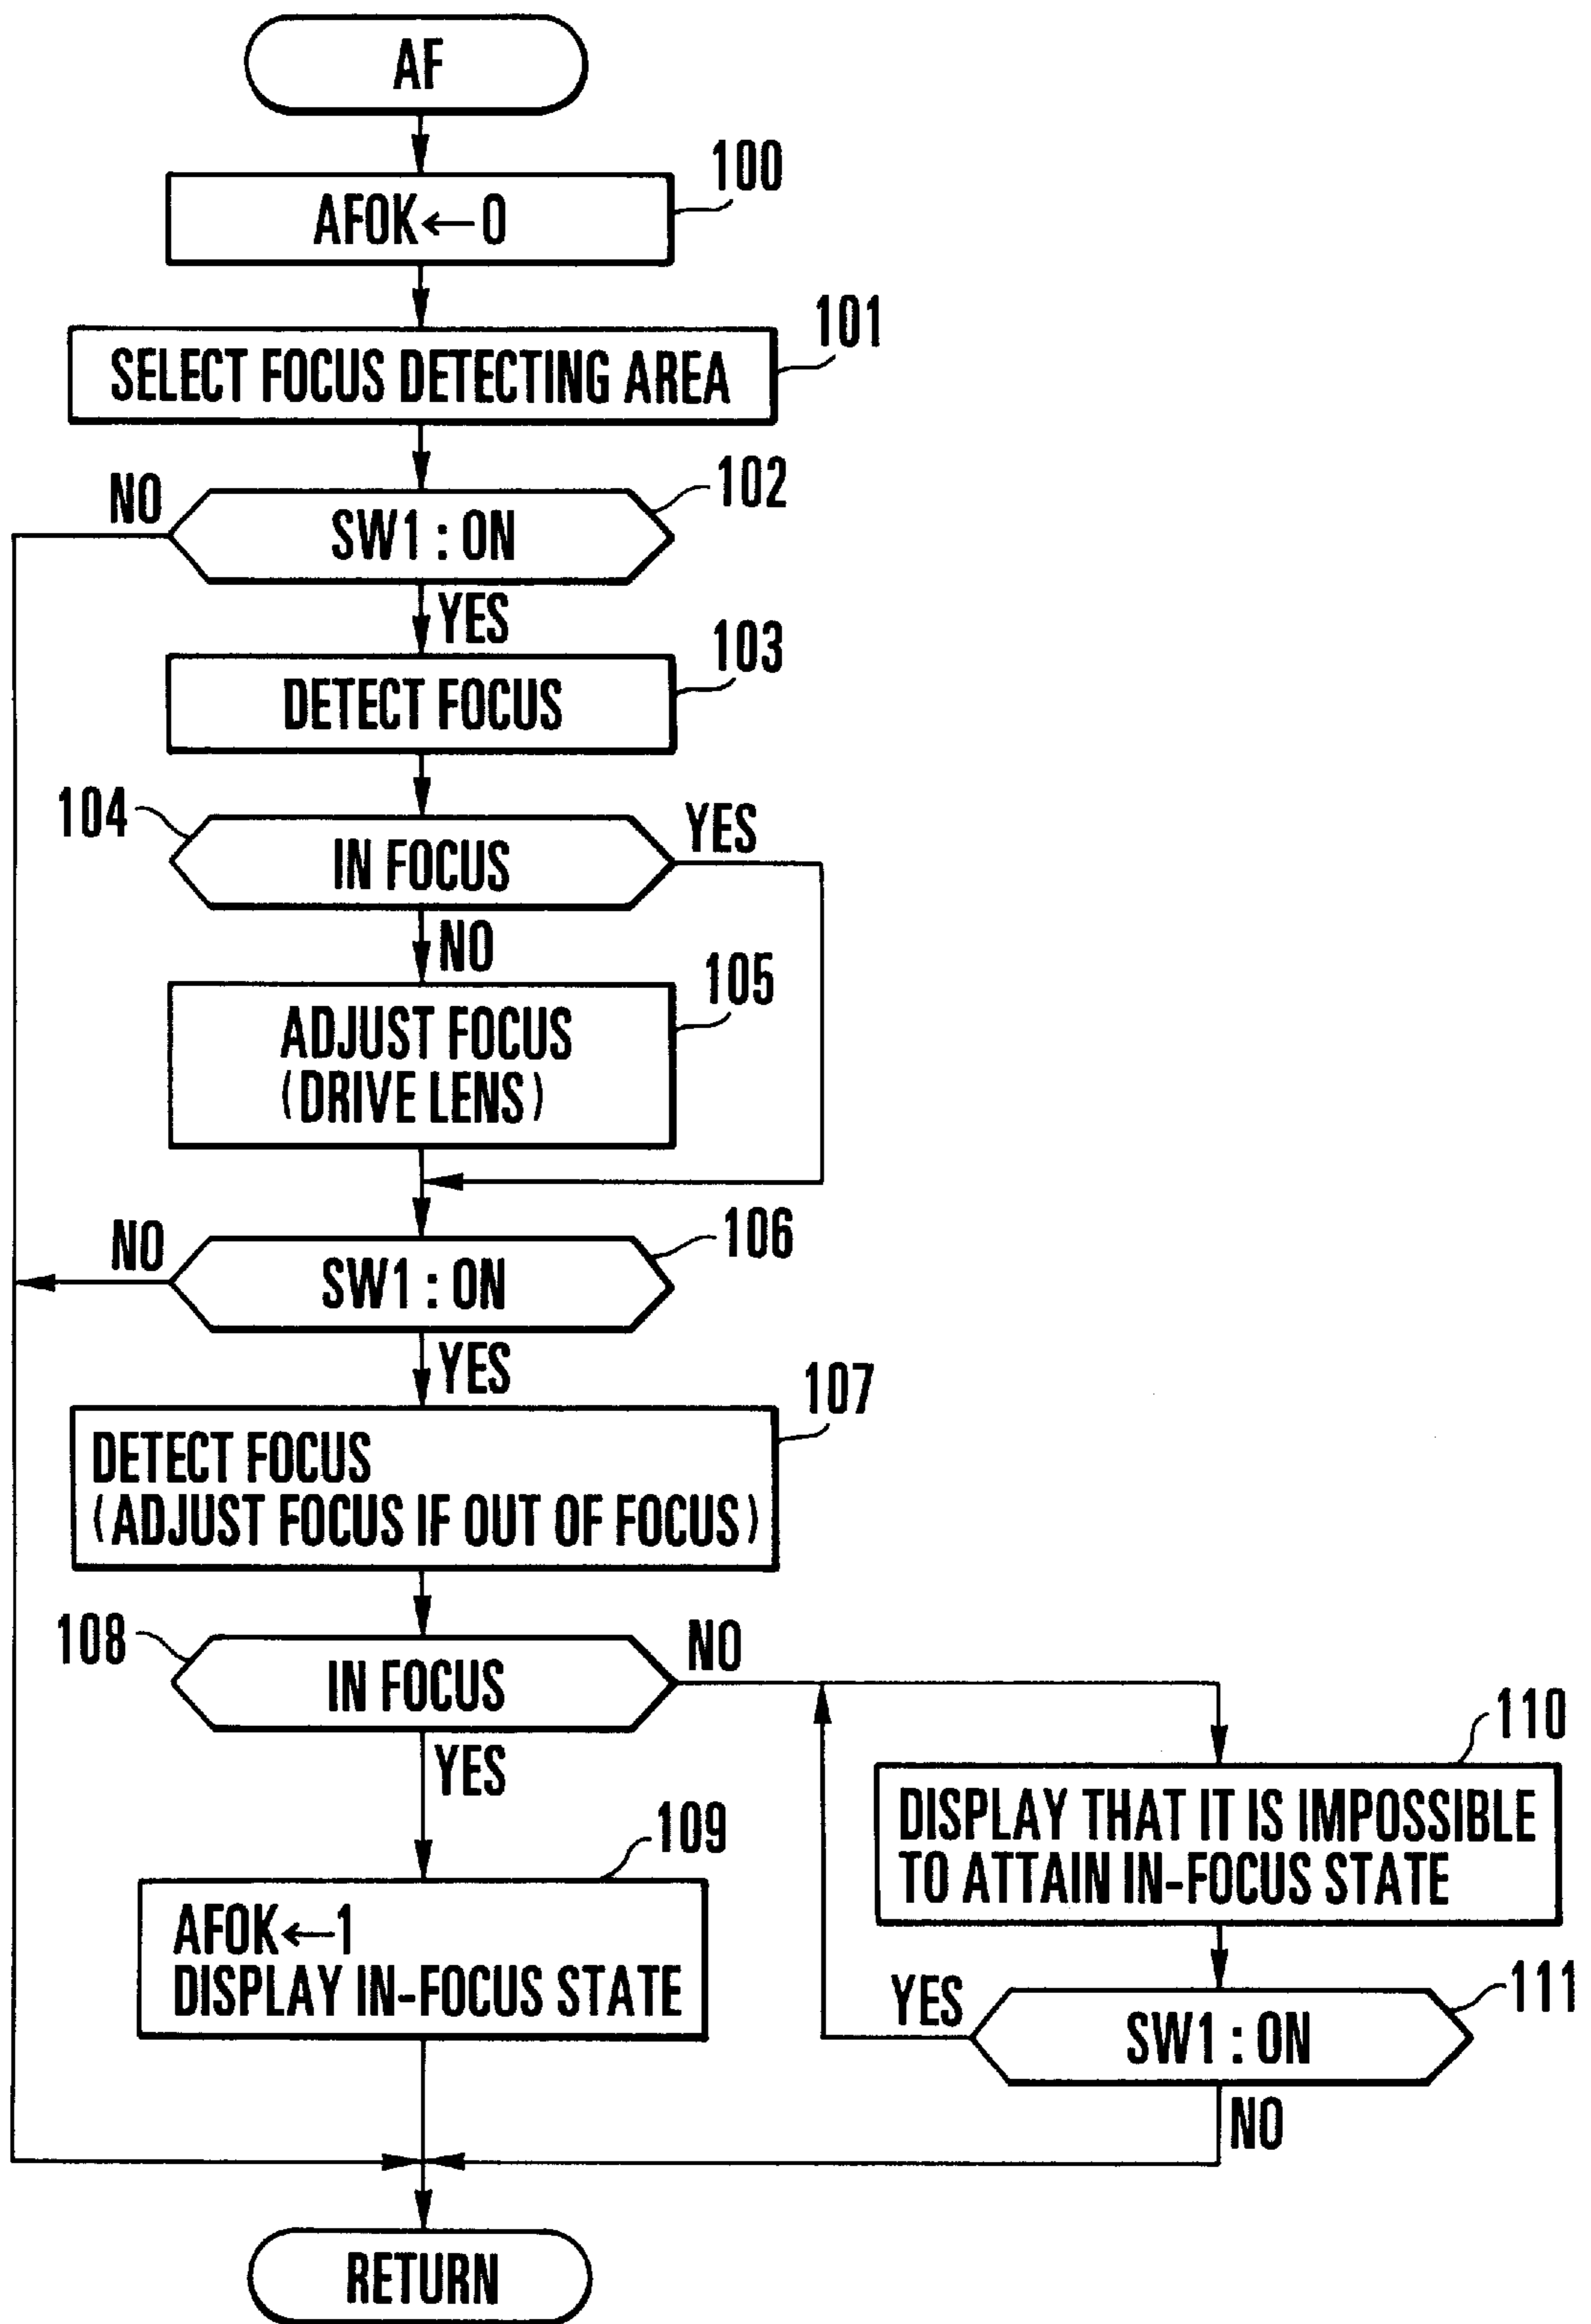 AF
100
AFOK←0
101
SELECT FOCUS DETECTING AREA
102
NO
SW1 : ON
YES
103
DETECT FOCUS
104
YES
IN FOCUS
NO
105
ADJUST FOCUS
(DRIVE LENS)
106
NO
SW1 : ON
YES
107
DETECT FOCUS
(ADJUST FOCUS IF OUT OF FOCUS)
108
NO
IN FOCUS
YES
110
DISPLAY THAT IT IS IMPOSSIBLE
TO ATTAIN IN-FOCUS STATE
109
AFOK←1
DISPLAY IN-FOCUS STATE
111
YES
SW1 : ON
NO
RETURN